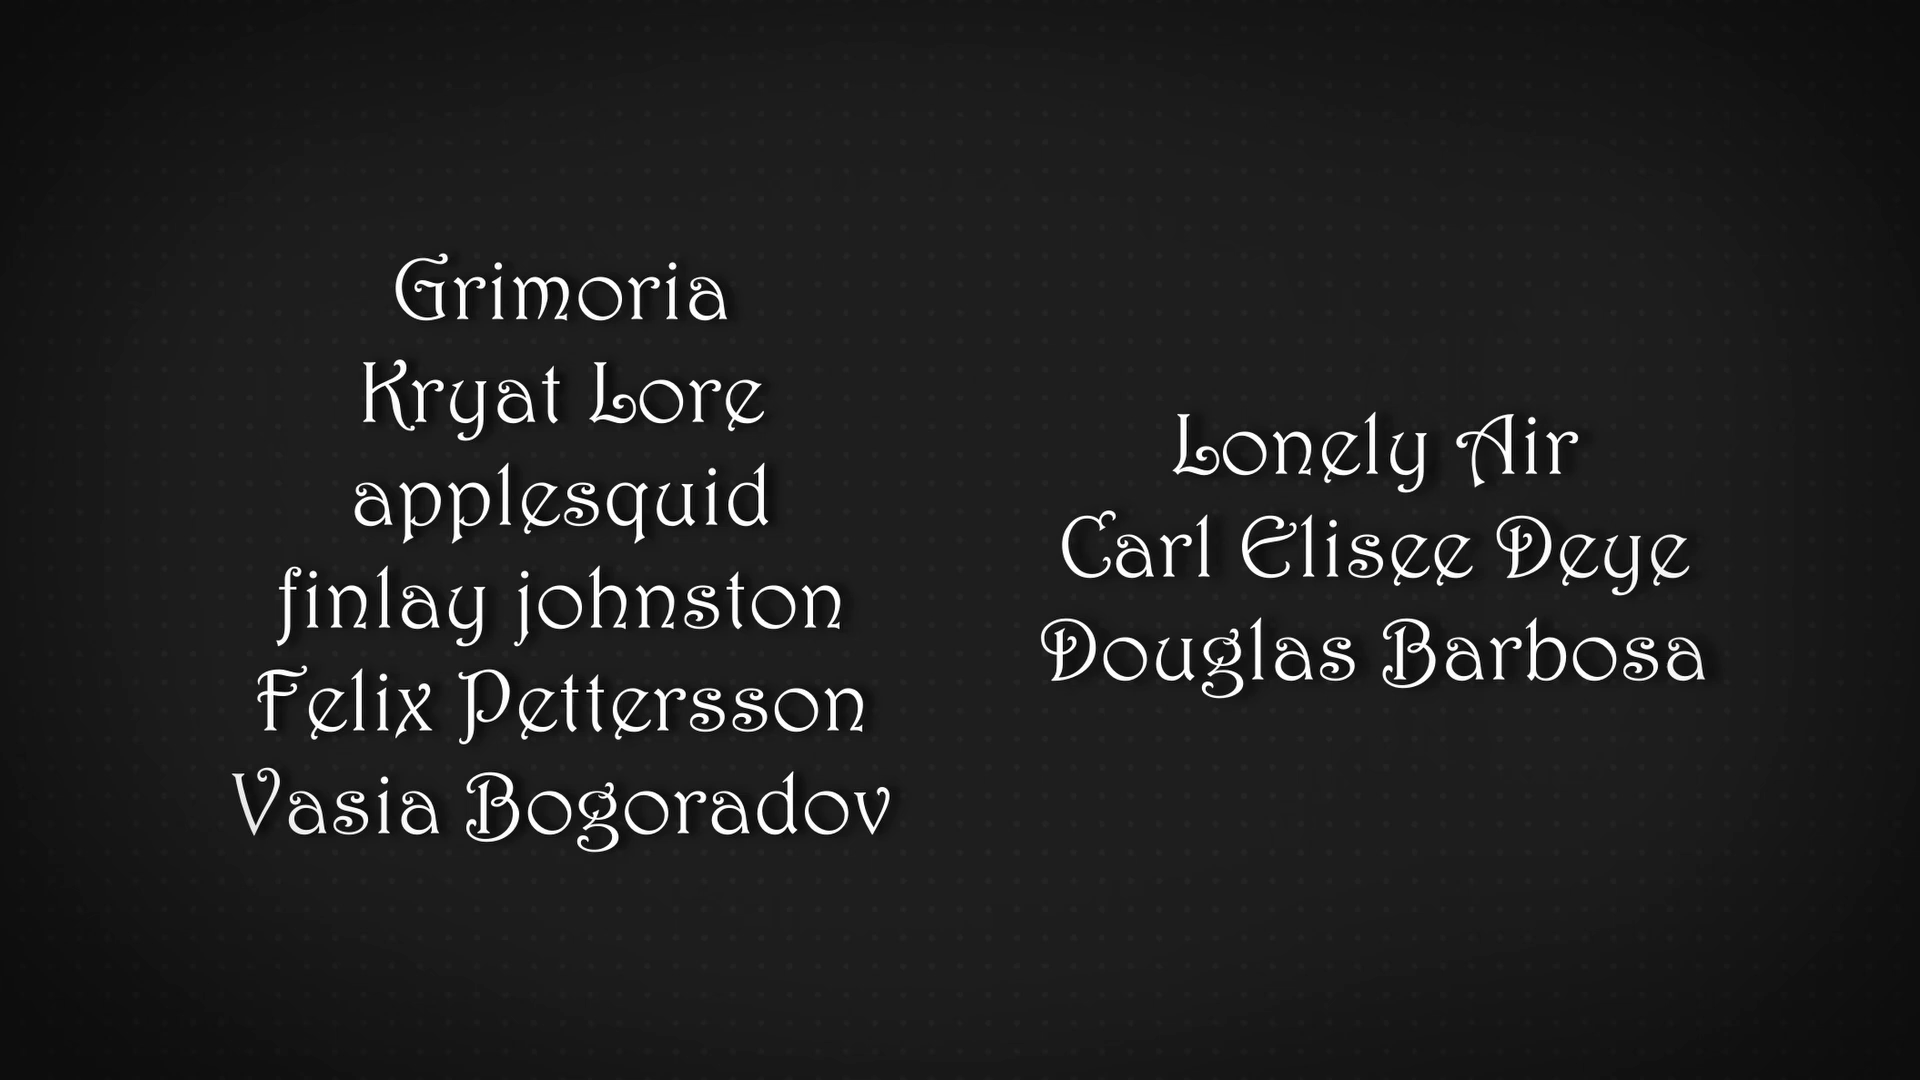 Grimoria
Kryat Lore
applesquid
finlay johnston
Felix Pettersson
Vasia Bogoradov
Lonely Air
Carl Elisee Deye
Douglas Barbosa